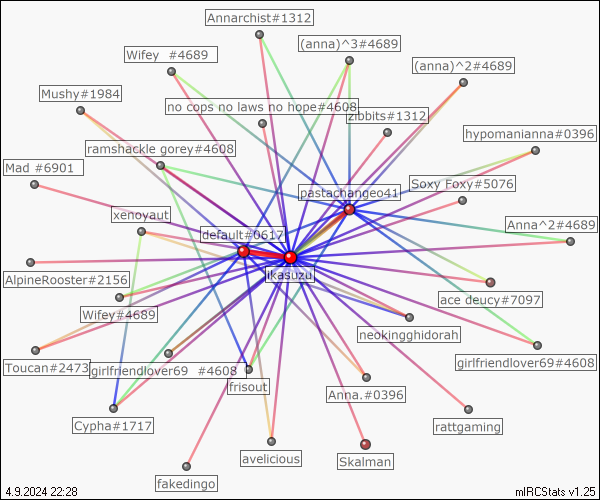 Annarchist#1312
(anna)^3#4689
Wifey  #4689
(anna)^2#4689
Mushy#1984
no cops no laws no hope#4608
zibbits#1312
hypomanianna#0396
ramshackle gorey#4608
Mad #6901
Soxy Foxy#5076
pastachangeo41
xenoyaut
Anna^2#4689
default#0617
ikasuzu
AlpineRooster#2156
ace deucy#7097
Wifey#4689
neokingghidorah
Toucan#2473
girlfriendlover69  #4608
girlfriendlover69#4608
frisout
Anna.#0396
Cypha#1717
rattgaming
avelicious
Skalman
fakedingo
4.9.2024 22:28
mIRCStats v1.25